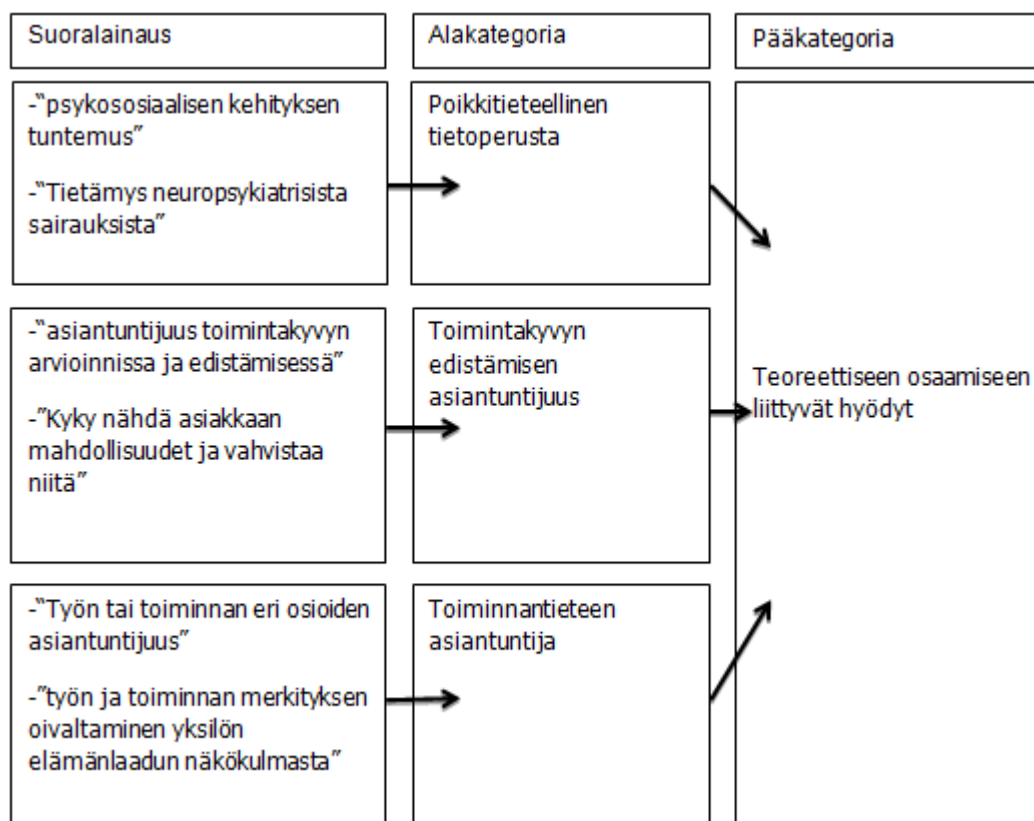 Suoralainaus
Alakategoria
Pääkategoria
-“psykososiaalisen kehityksen
tuntemus”
-“Tietämys neuropsykiatrisista
sairauksista”
Poikkitieteellinen
tietoperusta
-“asiantuntijuus toimintakyvyn
arvioinnissa ja edistämisessä”
-”Kyky nähdä asiakkaan
mahdollisuudet ja vahvistaa
niitä”
Toimintakyvyn
edistämisen
asiantuntijuus
-“Työn tai toiminnan eri osioiden
asiantuntijuus”
-”työn ja toiminnan merkityksen
oivaltaminen yksilön
elämänlaadun näkökulmasta”
Toiminnantieteen
asiantuntija
Teoreettiseen osaamiseen
liittyvät hyödyt